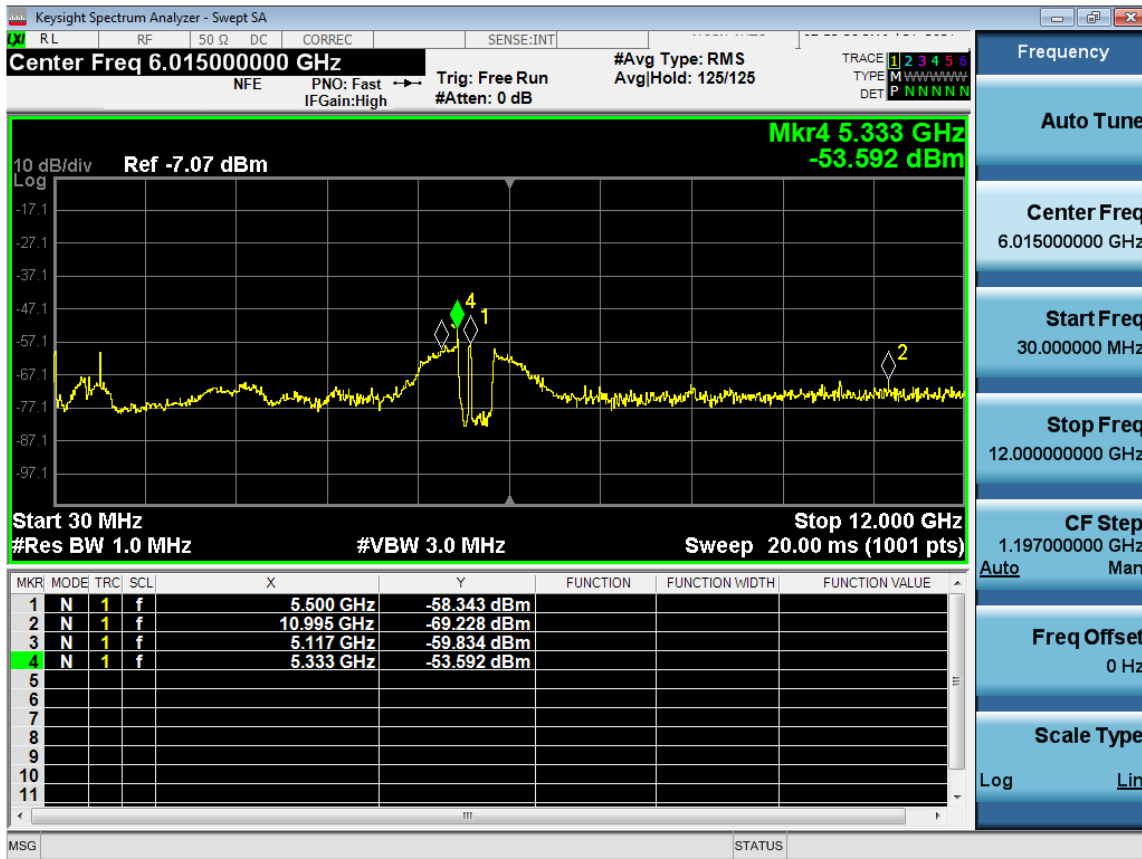 Keysight Spectrum Analyzer - Swept SA
LXI RL RF 50 Ω DC CORREC SENSE:INT
Center Freq 6.015000000 GHz
NFE
PNO: Fast
IFGain:High
Trig: Free Run
#Atten: 0 dB
#Avg Type: RMS
Avg|Hold: 125/125
TRACE 1 2 3 4 5 6
TYPE M WWWWW
DET P N N N N N
Mkr4 5.333 GHz
-53.592 dBm
10 dB/div Ref -7.07 dBm
Log
-17.1
-27.1
-37.1
-47.1
-57.1
-67.1
-77.1
-87.1
-97.1
4
1
2
Start 30 MHz
Stop 12.000 GHz
#Res BW 1.0 MHz
#VBW 3.0 MHz
Sweep 20.00 ms (1001 pts)
MKR MODE TRC SCL X Y FUNCTION FUNCTION WIDTH FUNCTION VALUE
1 N 1 f 5.500 GHz -58.343 dBm
2 N 1 f 10.995 GHz -69.228 dBm
3 N 1 f 5.117 GHz -59.834 dBm
4 N 1 f 5.333 GHz -53.592 dBm
5
6
7
8
9
10
11
MSG
STATUS
Frequency
Auto Tune
Center Freq
6.015000000 GHz
Start Freq
30.000000 MHz
Stop Freq
12.000000000 GHz
CF Step
1.197000000 GHz
Auto Man
Freq Offset
0 Hz
Scale Type
Log Lin